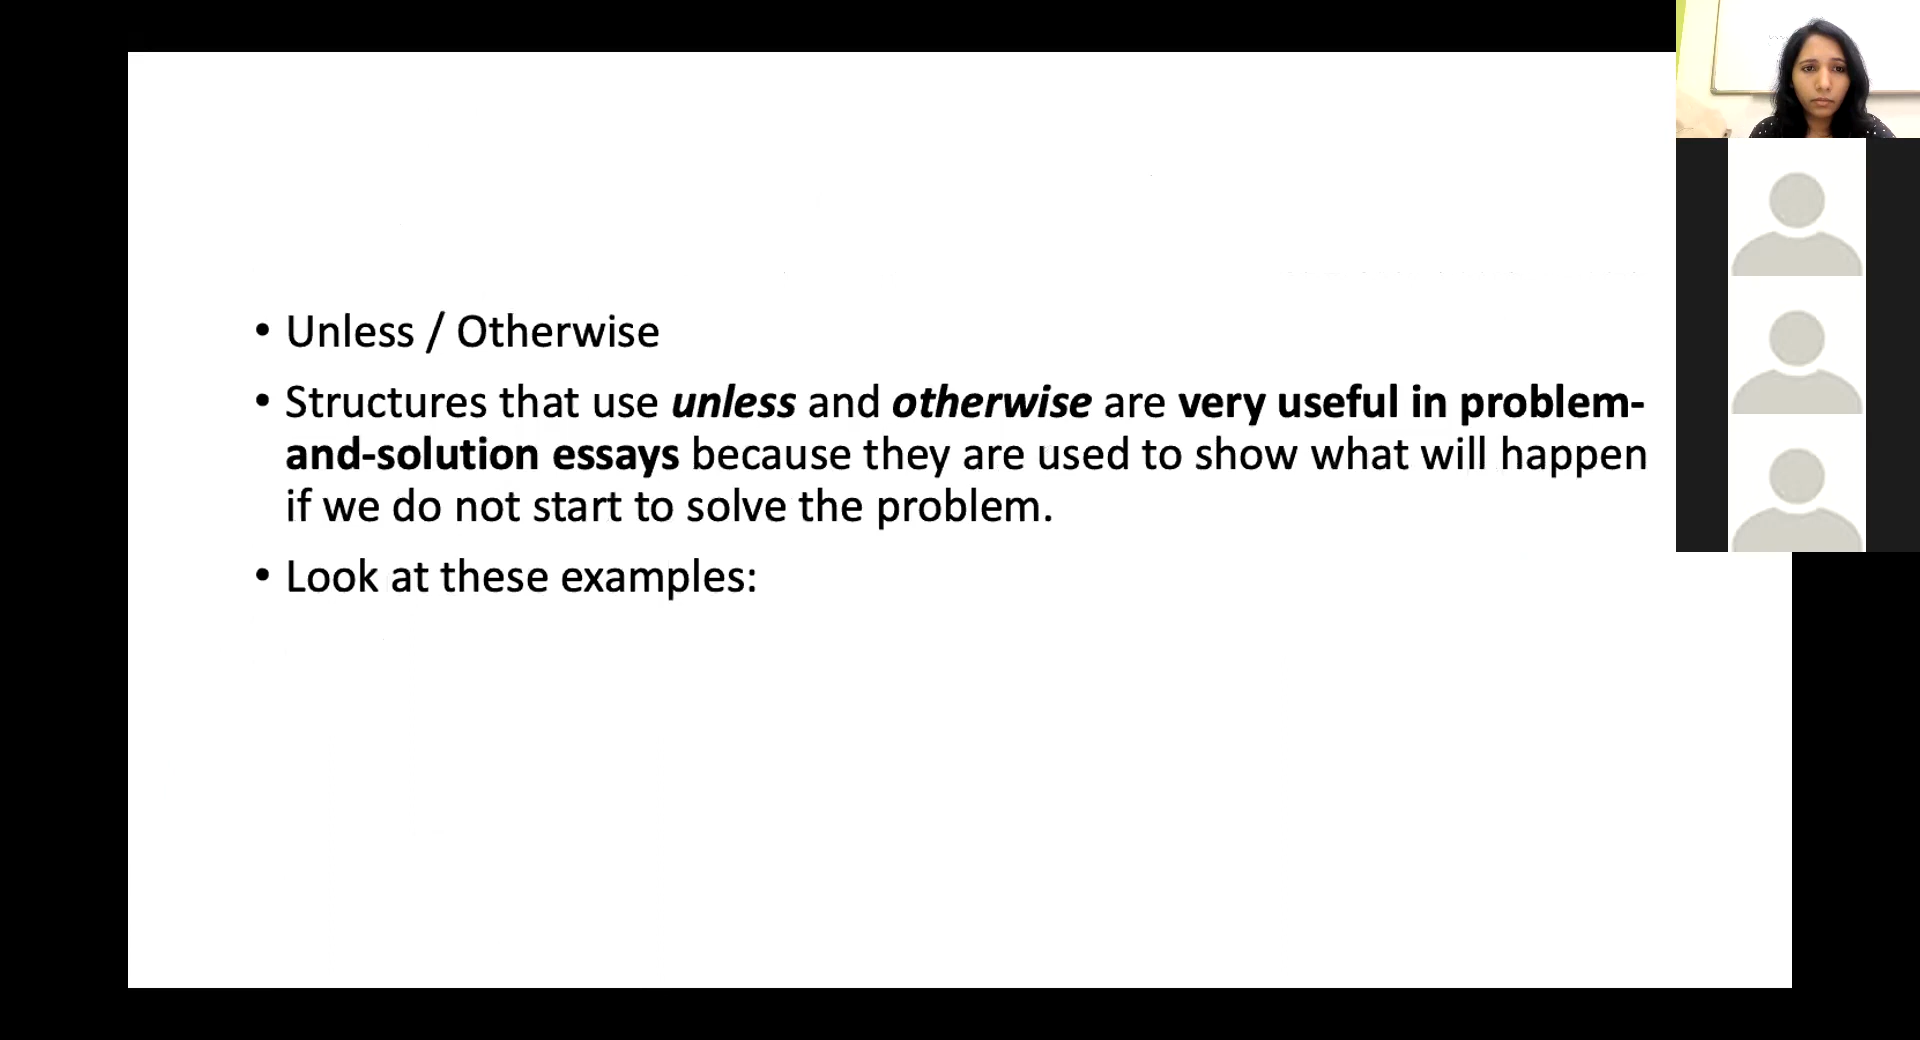 • Unless / Otherwise
• Structures that use unless and otherwise are very useful in problem-
and-solution essays because they are used to show what will happen
if we do not start to solve the problem.
• Look at these examples: